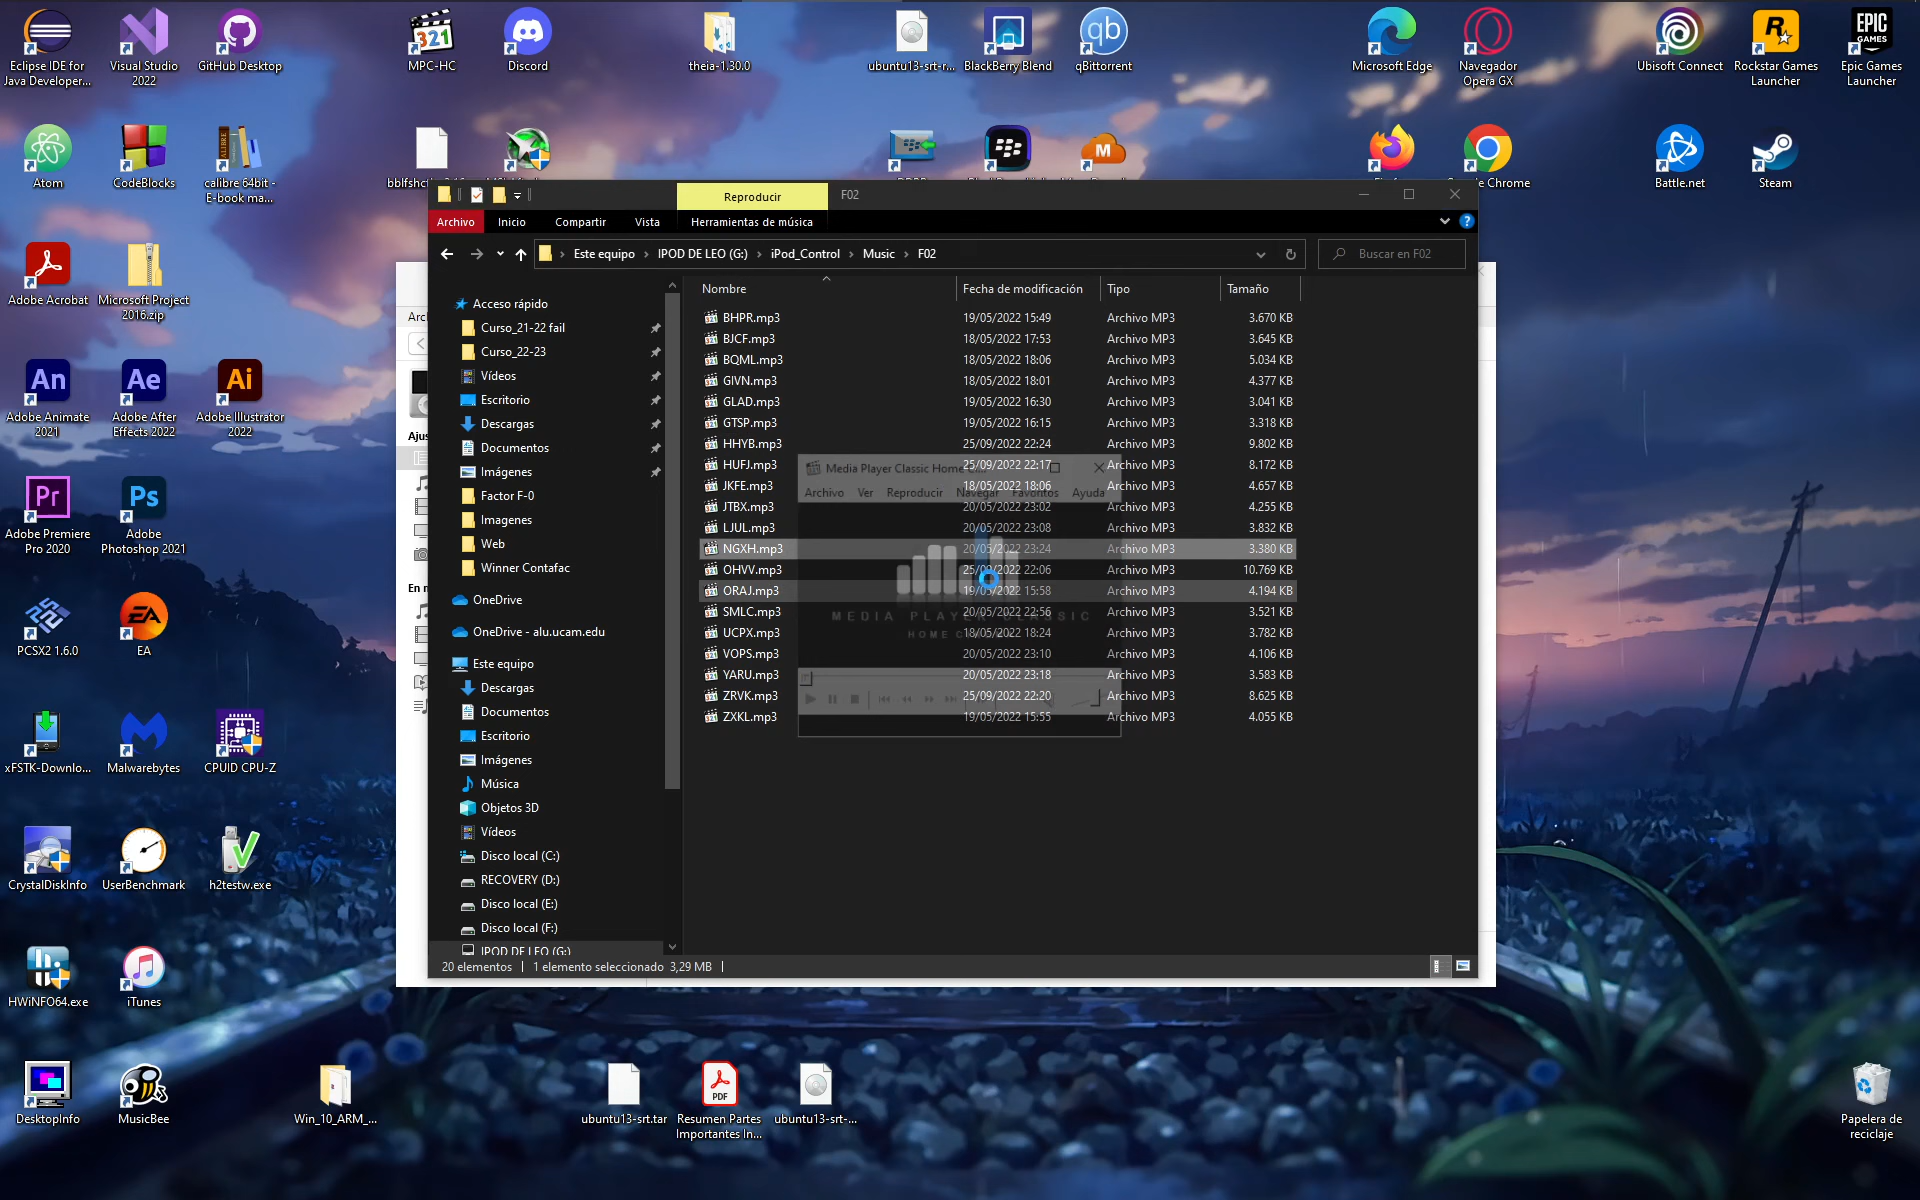 Eclipse IDE for
Java Developer...
Visual Studio
2022
GitHub Desktop
MPC-HC
Discord
theia-1.30.0
ubuntu13-srt-r...
BlackBerry Blend
qBittorrent
Microsoft Edge
Navegador
Opera GX
Ubisoft Connect
Rockstar Games
Launcher
Epic Games
Launcher
Atom
CodeBlocks
calibre 64bit -
E-book ma...
Battle.net
Steam
Adobe Acrobat
Microsoft Project
2016.zip
Adobe Animate
2021
Adobe After
Effects 2022
Adobe Illustrator
2022
Adobe Premiere
Pro 2020
Adobe
Photoshop 2021
PCSX2 1.6.0
EA
xFSTK-Downlo...
Malwarebytes
CPUID CPU-Z
CrystalDiskInfo
UserBenchmark
h2testw.exe
HWiNFO64.exe
iTunes
DesktopInfo
MusicBee
Win_10_ARM_...
ubuntu13-srt.tar
Resumen Partes
Importantes In...
ubuntu13-srt-...
Papelera de
reciclaje
Reproducir
F02
Archivo
Inicio
Compartir
Vista
Herramientas de música
Este equipo
IPOD DE LEO (G:)
iPod_Control
Music
F02
Buscar en F02
Acceso rápido
Curso_21-22 fail
Curso_22-23
Vídeos
Escritorio
Descargas
Documentos
Imágenes
Factor F-0
Imagenes
Web
Winner Contafac
OneDrive
OneDrive - alu.ucam.edu
Este equipo
Descargas
Documentos
Escritorio
Imágenes
Música
Objetos 3D
Vídeos
Disco local (C:)
RECOVERY (D:)
Disco local (E:)
Disco local (F:)
IPOD DE LEO (G:)
Nombre Fecha de modificación Tipo Tamaño
BHPR.mp3 19/05/2022 15:49 Archivo MP3 3.670 KB
BJCF.mp3 18/05/2022 17:53 Archivo MP3 3.645 KB
BQML.mp3 18/05/2022 18:06 Archivo MP3 5.034 KB
GIVN.mp3 18/05/2022 18:01 Archivo MP3 4.377 KB
GLAD.mp3 19/05/2022 16:30 Archivo MP3 3.041 KB
GTSP.mp3 19/05/2022 16:15 Archivo MP3 3.318 KB
HHYB.mp3 25/09/2022 22:24 Archivo MP3 9.802 KB
HUFJ.mp3 25/09/2022 22:17 Archivo MP3 8.172 KB
JKFE.mp3 18/05/2022 18:06 Archivo MP3 4.657 KB
JTBX.mp3 20/05/2022 23:02 Archivo MP3 4.255 KB
LJUL.mp3 20/05/2022 23:08 Archivo MP3 3.832 KB
NGXH.mp3 20/05/2022 23:24 Archivo MP3 3.380 KB
OHVV.mp3 25/09/2022 22:06 Archivo MP3 10.769 KB
ORAJ.mp3 19/05/2022 15:58 Archivo MP3 4.194 KB
SMLC.mp3 20/05/2022 22:56 Archivo MP3 3.521 KB
UCPX.mp3 18/05/2022 18:24 Archivo MP3 3.782 KB
VOPS.mp3 20/05/2022 23:10 Archivo MP3 4.106 KB
YARU.mp3 20/05/2022 23:18 Archivo MP3 3.583 KB
ZRVK.mp3 25/09/2022 22:20 Archivo MP3 8.625 KB
ZXKL.mp3 19/05/2022 15:55 Archivo MP3 4.055 KB
Media Player Classic Home
Archivo Ver Reproducir Navegar Favoritos Ayuda
MEDIA PLAYER CLASSIC
HOME
20 elementos
1 elemento seleccionado 3,29 MB